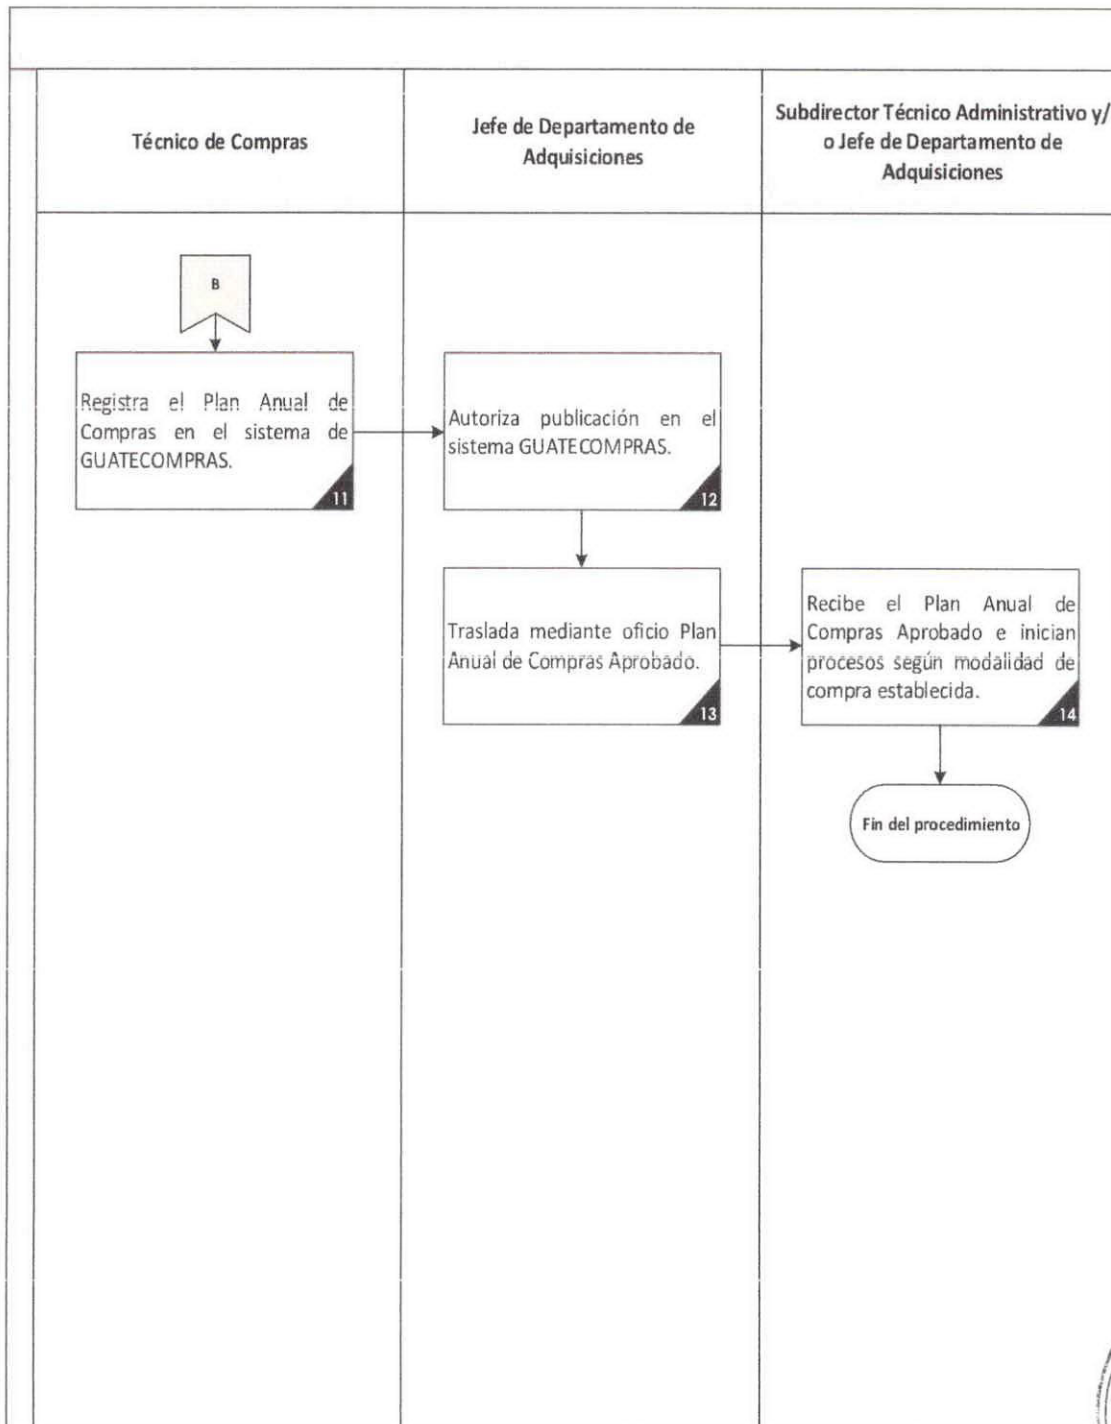 Técnico de Compras
Jefe de Departamento de
Adquisiciones
Subdirector Técnico Administrativo y/
o Jefe de Departamento de
Adquisiciones
B
Registra el Plan Anual de
Compras en el sistema de
GUATECOMPRAS.
11
Autoriza publicación en el
sistema GUATECOMPRAS.
12
Traslada mediante oficio Plan
Anual de Compras Aprobado.
13
Recibe el Plan Anual de
Compras Aprobado e inician
procesos según modalidad de
compra establecida.
14
Fin del procedimiento